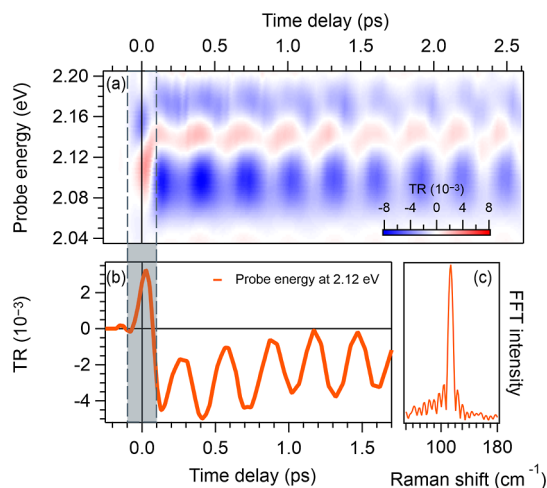 Time delay (ps)
0.0 0.5 1.0 1.5 2.0 2.5
(a)
Probe energy (eV)
2.20
2.16
2.12
2.08
2.04
TR (10⁻³)
-8 -4 0 4 8
(b)
Probe energy at 2.12 eV
TR (10⁻³)
2
0
-2
-4
0.0 0.5 1.0 1.5
Time delay (ps)
(c)
FFT intensity
100 180
Raman shift (cm⁻¹)